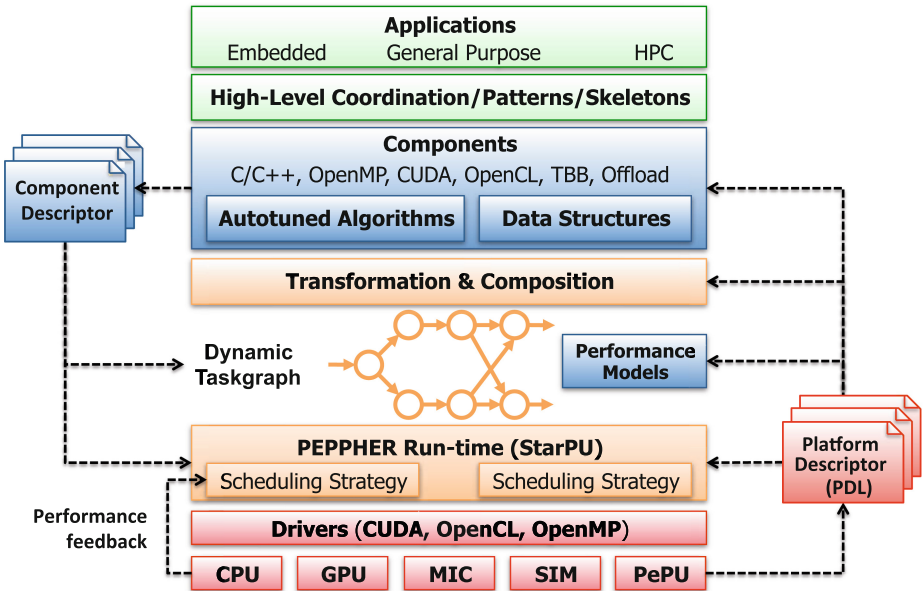 Applications
Embedded General Purpose HPC
High-Level Coordination/Patterns/Skeletons
Components
C/C++, OpenMP, CUDA, OpenCL, TBB, Offload
Autotuned Algorithms Data Structures
Component
Descriptor
Transformation & Composition
Dynamic
Taskgraph
Performance
Models
PEPPHER Run-time (StarPU)
Scheduling Strategy Scheduling Strategy
Platform
Descriptor
(PDL)
Performance
feedback
Drivers (CUDA, OpenCL, OpenMP)
CPU GPU MIC SIM PePU